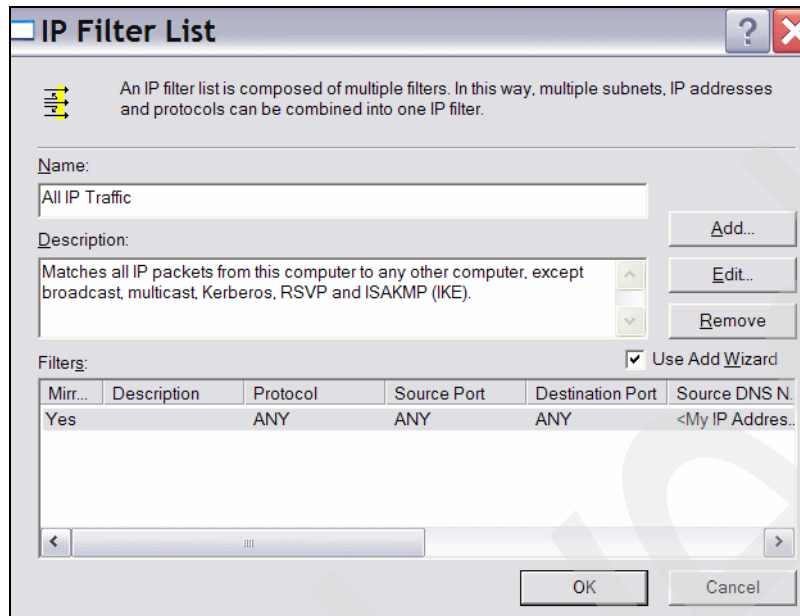 IP Filter List
An IP filter list is composed of multiple filters. In this way, multiple subnets, IP addresses
and protocols can be combined into one IP filter.
Name:
All IP Traffic
Add...
Description:
Matches all IP packets from this computer to any other computer, except
broadcast, multicast, Kerberos, RSVP and ISAKMP (IKE).
Edit...
Remove
Filters:
Use Add Wizard
Mirr... Description Protocol Source Port Destination Port Source DNS N.
Yes ANY ANY ANY <My IP Addres..
OK Cancel